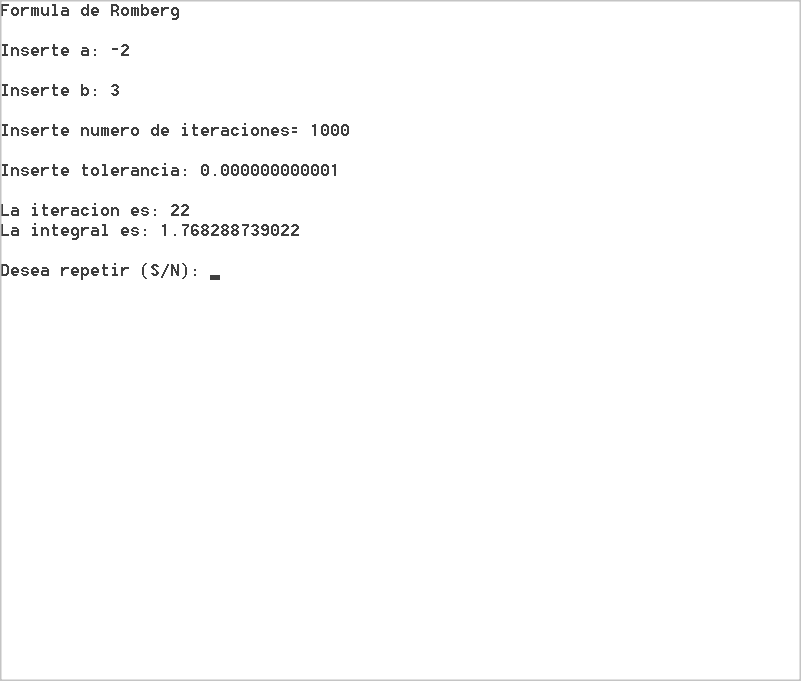 Formula de Romberg
Inserte a: -2
Inserte b: 3
Inserte numero de iteraciones= 1000
Inserte tolerancia: 0.000000000001
La iteracion es: 22
La integral es: 1.768288739022
Desea repetir (S/N): _